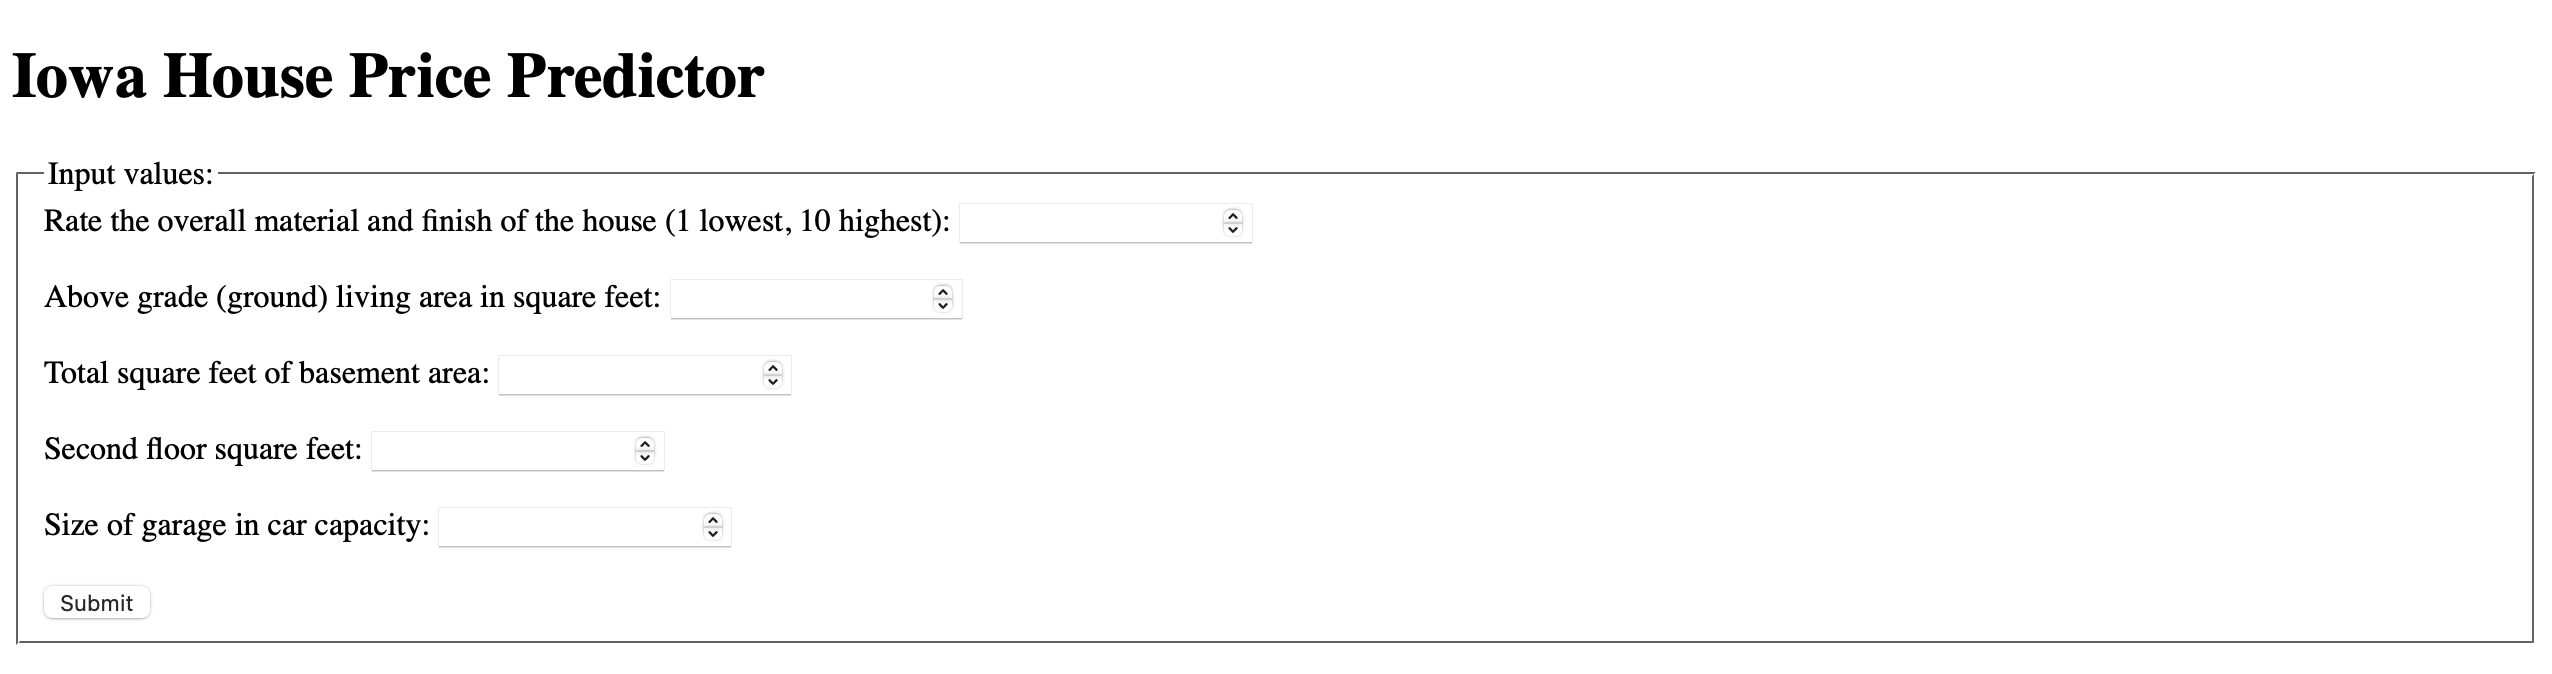 Iowa House Price Predictor
Input values:
Rate the overall material and finish of the house (1 lowest, 10 highest):
Above grade (ground) living area in square feet:
Total square feet of basement area:
Second floor square feet:
Size of garage in car capacity:
Submit